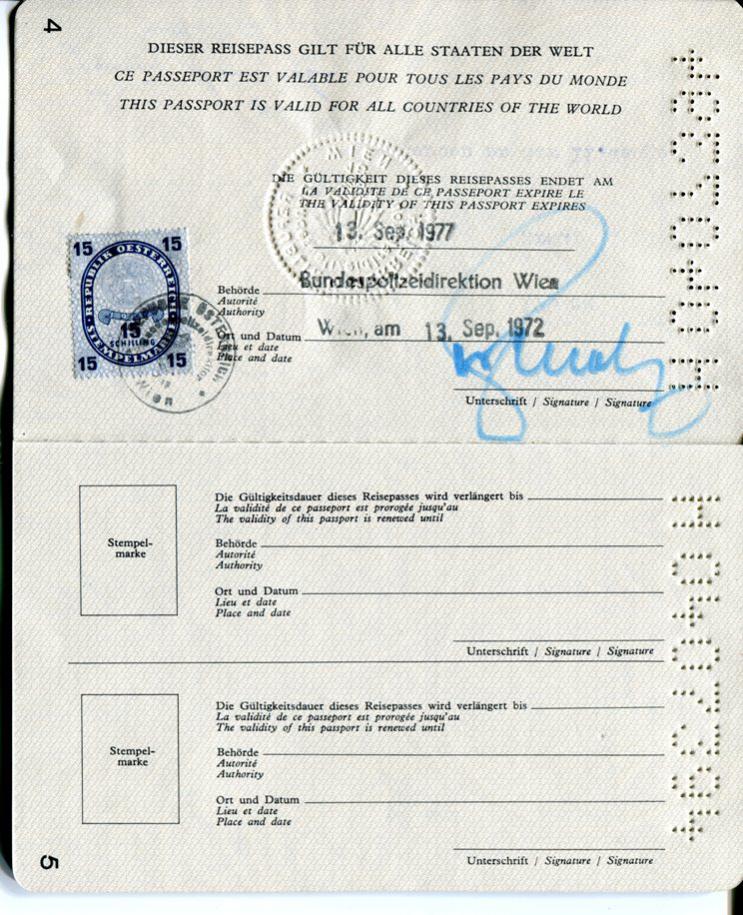 4
DIESER REISEPASS GILT FÜR ALLE STAATEN DER WELT
CE PASSEPORT EST VALABLE POUR TOUS LES PAYS DU MONDE
THIS PASSPORT IS VALID FOR ALL COUNTRIES OF THE WORLD
WIEN
DIE GÜLTIGKEIT DIESES REISEPASSES ENDET AM
LA VALIDITÉ DE CE PASSEPORT EXPIRE LE
THE VALIDITY OF THIS PASSPORT EXPIRES
13. Sep. 1977
15 15
REPUBLIK OESTERREICH
15
SCHILLING
STEMPELMARKE
15 15
Behörde Bundespolizeidirektion Wien
Autorité
Authority
Ort und Datum Wien, am 13. Sep. 1972
Lieu et date
Place and date
Wien
Unterschrift / Signature / Signature
Stempel-
marke
Die Gültigkeitsdauer dieses Reisepasses wird verlängert bis
La validité de ce passeport est prorogée jusqu'au
The validity of this passport is renewed until
Behörde
Autorité
Authority
Ort und Datum
Lieu et date
Place and date
Unterschrift / Signature / Signature
Stempel-
marke
Die Gültigkeitsdauer dieses Reisepasses wird verlängert bis
La validité de ce passeport est prorogée jusqu'au
The validity of this passport is renewed until
Behörde
Autorité
Authority
Ort und Datum
Lieu et date
Place and date
Unterschrift / Signature / Signature
5